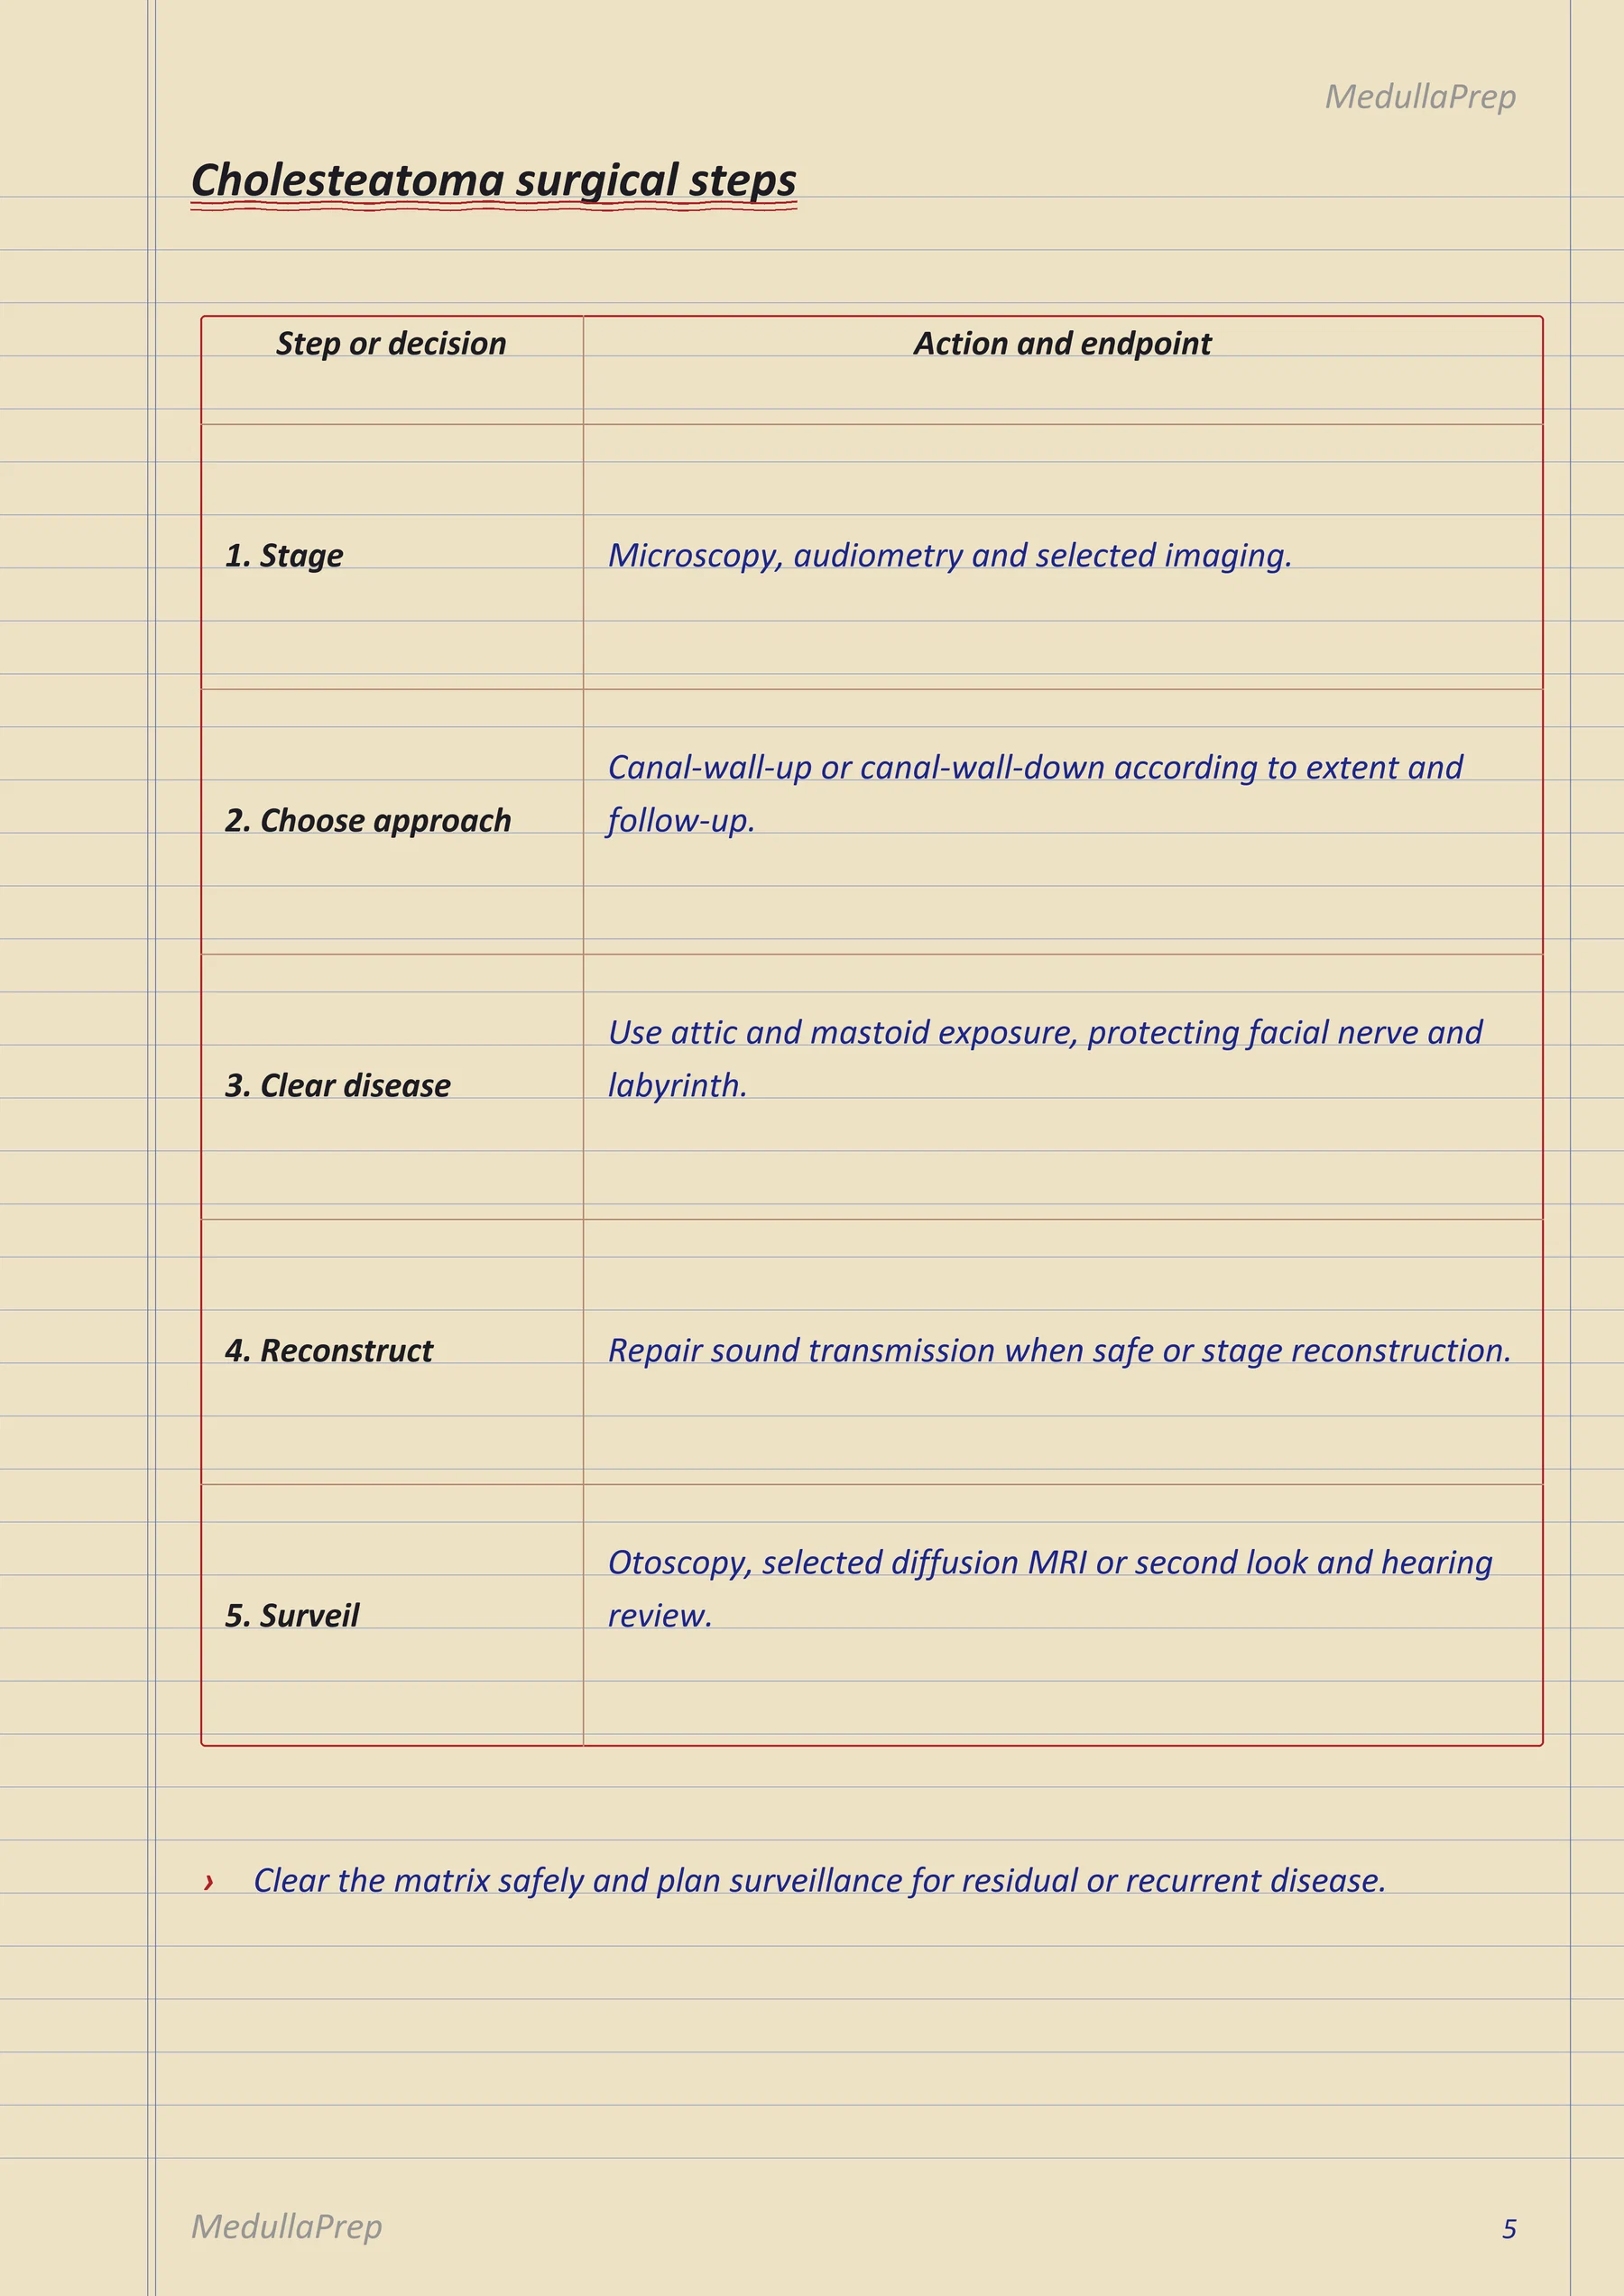 MedullaPrep
Cholesteatoma surgical steps
Step or decision
Action and endpoint
1. Stage
Microscopy, audiometry and selected imaging.
2. Choose approach
Canal-wall-up or canal-wall-down according to extent and
follow-up.
3. Clear disease
Use attic and mastoid exposure, protecting facial nerve and
labyrinth.
4. Reconstruct
Repair sound transmission when safe or stage reconstruction.
5. Surveil
Otoscopy, selected diffusion MRI or second look and hearing
review.
› Clear the matrix safely and plan surveillance for residual or recurrent disease.
MedullaPrep
5